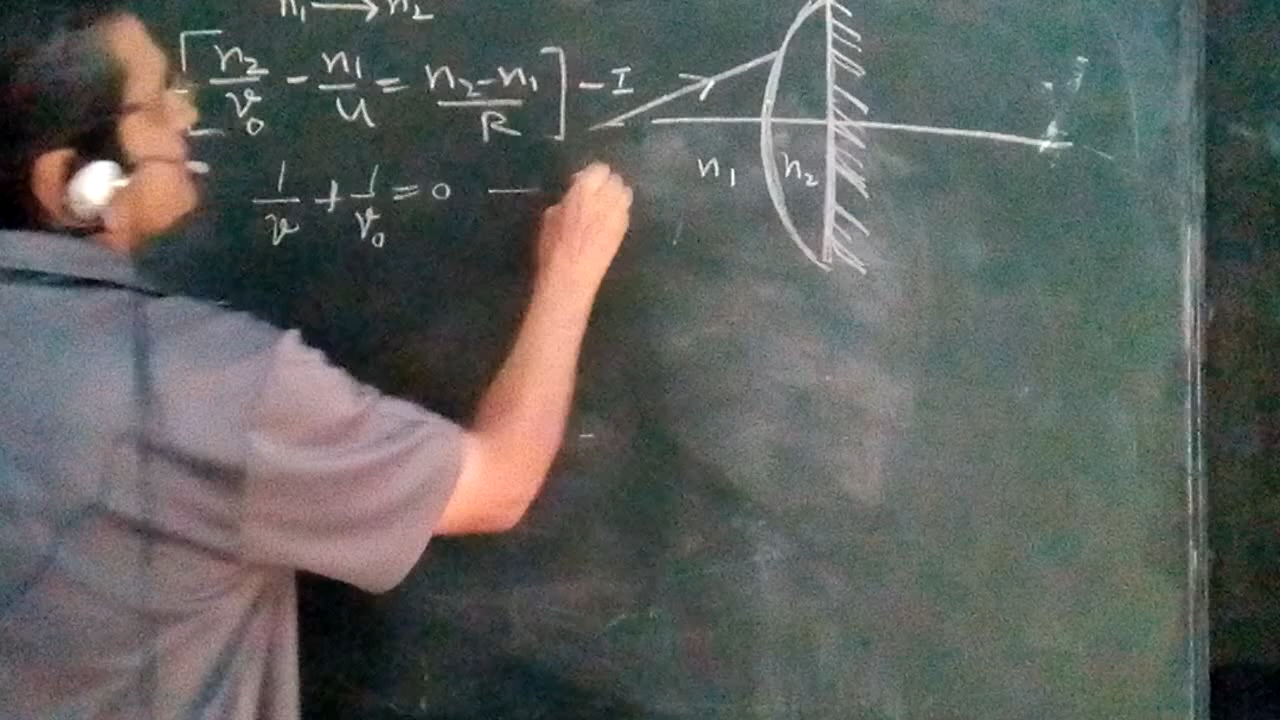 n₁ → n₂
[n₂/v₀ - n₁/u = n₂-n₁/R] - I
1/v + 1/v₀ = 0 —
n₁ n₂